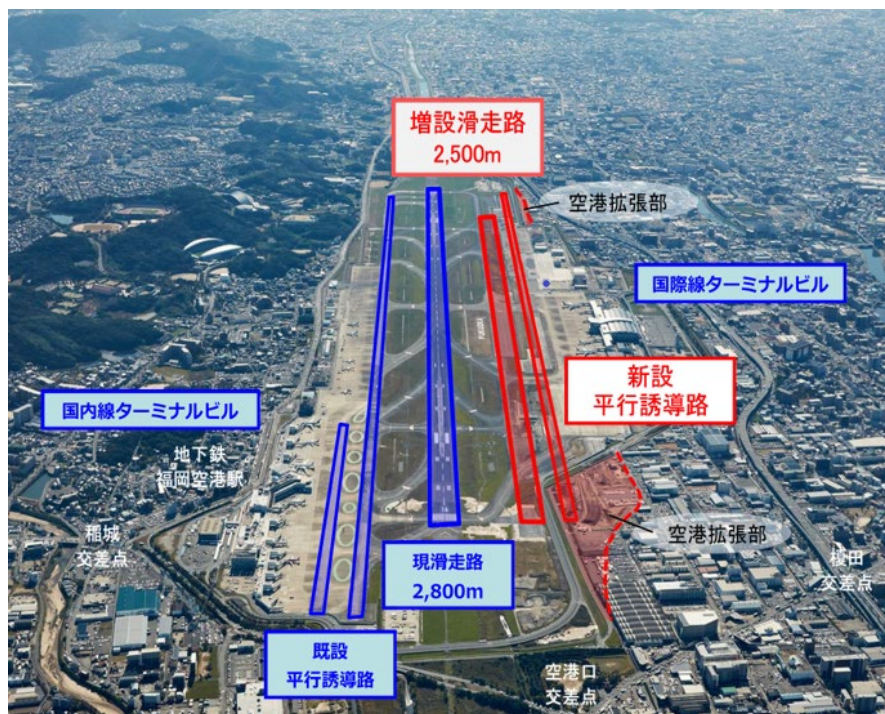 増設滑走路
2,500m
空港拡張部
国際線ターミナルビル
新設
平行誘導路
国内線ターミナルビル
地下鉄
福岡空港駅
稲城
交差点
現滑走路
2,800m
空港拡張部
榎田
交差点
既設
平行誘導路
空港口
交差点